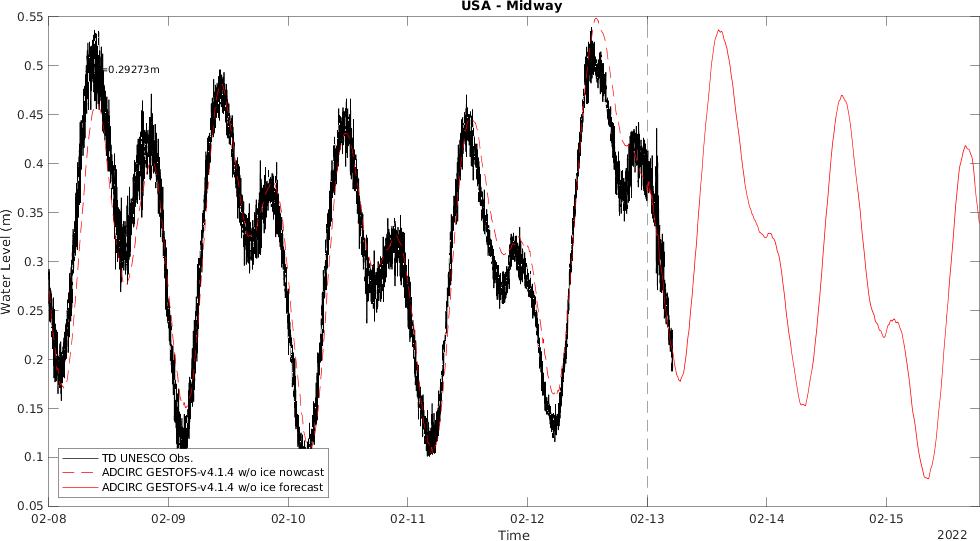 USA - Midway
0.55
0.5
0.45
0.4
0.35
0.3
0.25
0.2
0.15
0.1
0.05
Water Level (m)
=0.29273m
TD UNESCO Obs.
ADCIRC GESTOFS-v4.1.4 w/o ice nowcast
ADCIRC GESTOFS-v4.1.4 w/o ice forecast
02-08 02-09 02-10 02-11 02-12 02-13 02-14 02-15
Time
2022